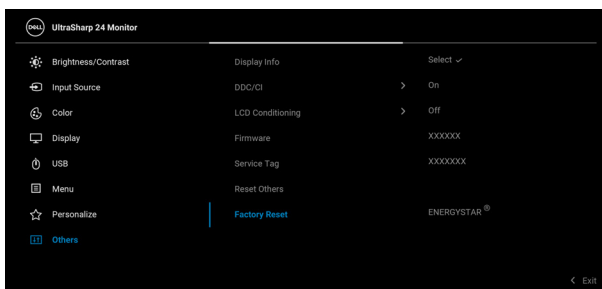 DELL UltraSharp 24 Monitor
Brightness/Contrast Display Info Select ✓
Input Source DDC/CI > On
Color LCD Conditioning > Off
Display Firmware XXXXXX
USB Service Tag XXXXXXX
Menu Reset Others
Personalize Factory Reset ENERGYSTAR ®
Others
< Exit